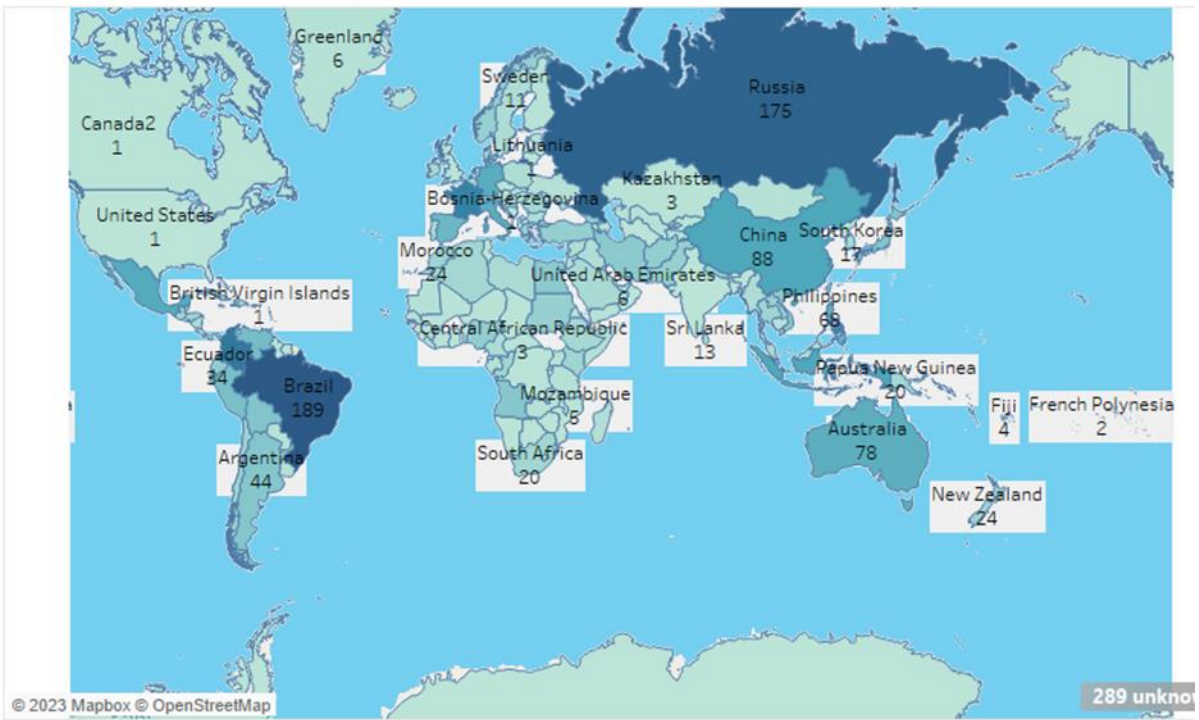 Greenland
6
Sweden
11
Russia
175
Canada2
1
Lithuania
1
Kazakhstan
3
Bosnia-Herzegovina
1
United States
1
China
88
South Korea
17
Morocco
24
United Arab Emirates
6
British Virgin Islands
1
Philippines
68
Central African Republic
3
Sri Lanka
13
Ecuador
34
Brazil
189
Papua New Guinea
20
Mozambique
5
Fiji
4
French Polynesia
2
Australia
78
Argentina
44
South Africa
20
New Zealand
24
© 2023 Mapbox © OpenStreetMap
289 unknow